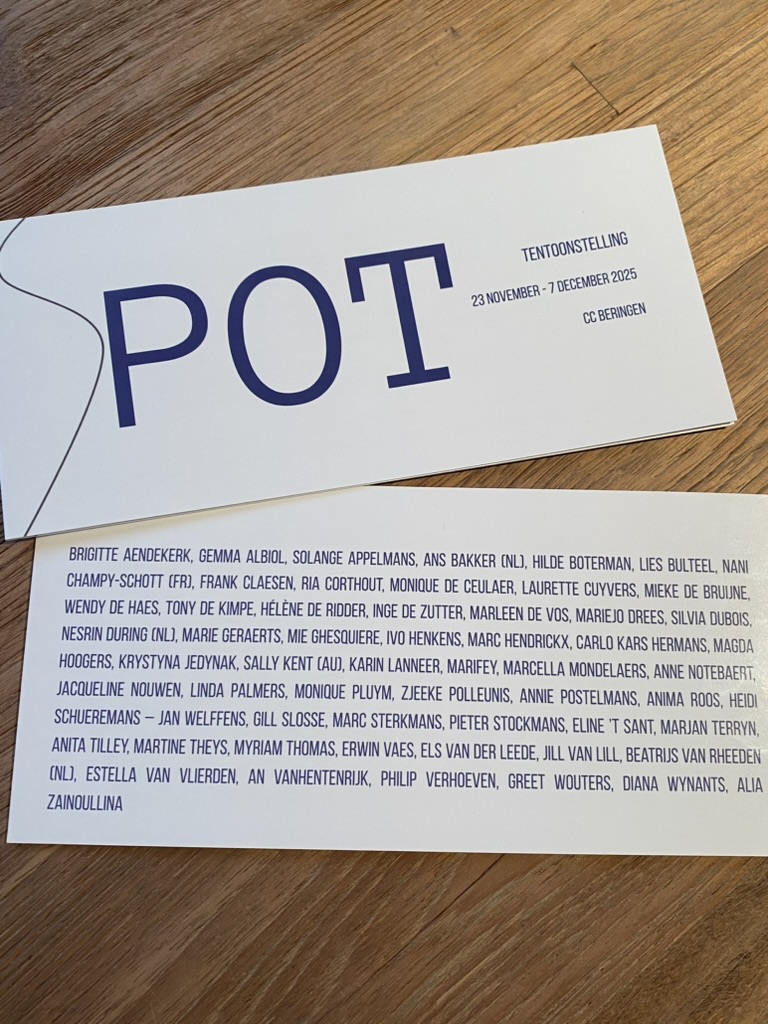 POT
TENTOONSTELLING
23 NOVEMBER - 7 DECEMBER 2025
CC BERINGEN
BRIGITTE AENDEKERK, GEMMA ALBIOL, SOLANGE APPELMANS, ANS BAKKER (NL), HILDE BOTERMAN, LIES BULTEEL, NANI
CHAMPY-SCHOTT (FR), FRANK CLAESEN, RIA CORTHOUT, MONIQUE DE CEULAER, LAURETTE CUYVERS, MIEKE DE BRUIJNE,
WENDY DE HAES, TONY DE KIMPE, HÉLÈNE DE RIDDER, INGE DE ZUTTER, MARLEEN DE VOS, MARIEJO DREES, SILVIA DUBOIS,
NESRIN DURING (NL), MARIE GERAERTS, MIE GHESQUIERE, IVO HENKENS, MARC HENDRICKX, CARLO KARS HERMANS, MAGDA
HOOGERS, KRYSTYNA JEDYNAK, SALLY KENT (AU), KARIN LANNEER, MARIFEY, MARCELLA MONDELAERS, ANNE NOTEBAERT,
JACQUELINE NOUWEN, LINDA PALMERS, MONIQUE PLUYM, ZJEEKE POLLEUNIS, ANNIE POSTELMANS, ANIMA ROOS, HEIDI
SCHUEREMANS – JAN WELFFENS, GILL SLOSSE, MARC STERKMANS, PIETER STOCKMANS, ELINE 'T SANT, MARJAN TERRYN,
ANITA TILLEY, MARTINE THEYS, MYRIAM THOMAS, ERWIN VAES, ELS VAN DER LEEDE, JILL VAN LILL, BEATRIJS VAN RHEEDEN
(NL), ESTELLA VAN VLIERDEN, AN VANHENTENRIJK, PHILIP VERHOEVEN, GREET WOUTERS, DIANA WYNANTS, ALIA
ZAINOULLINA